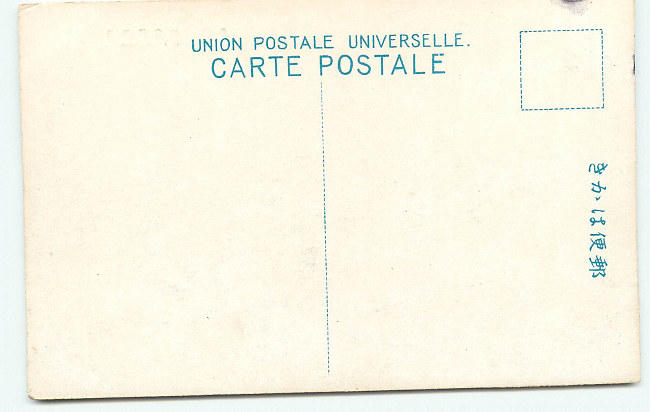 UNION POSTALE UNIVERSELLE.
CARTE POSTALE
郵便はかき